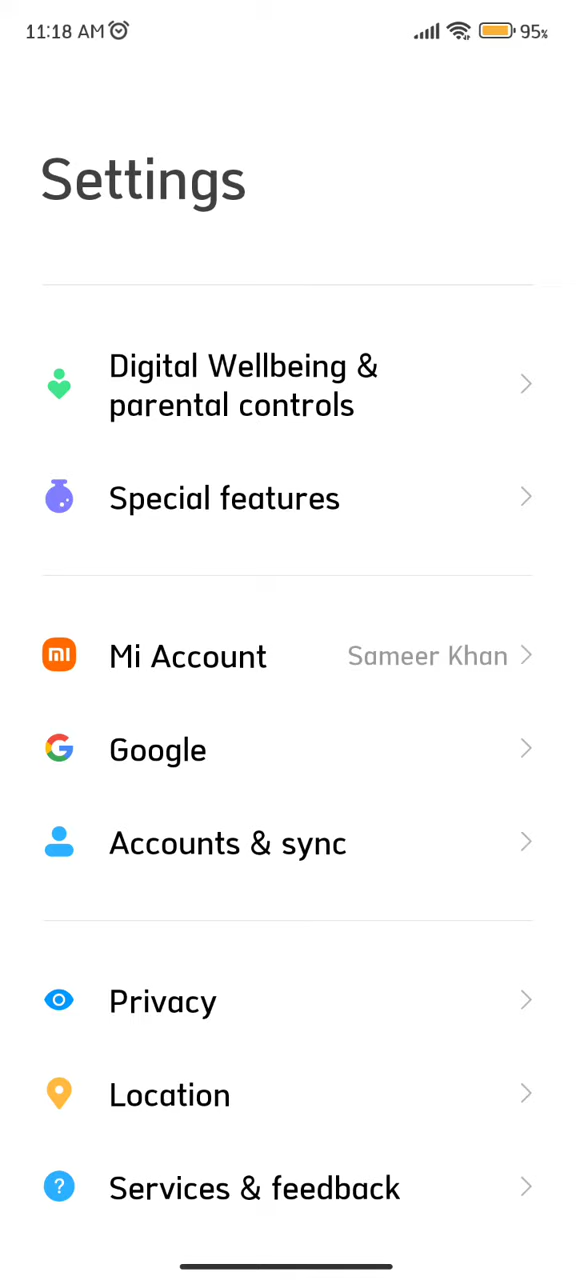 11:18 AM 95%
Settings
Digital Wellbeing &
parental controls
Special features
mi Mi Account Sameer Khan
Google
Accounts & sync
Privacy
Location
? Services & feedback